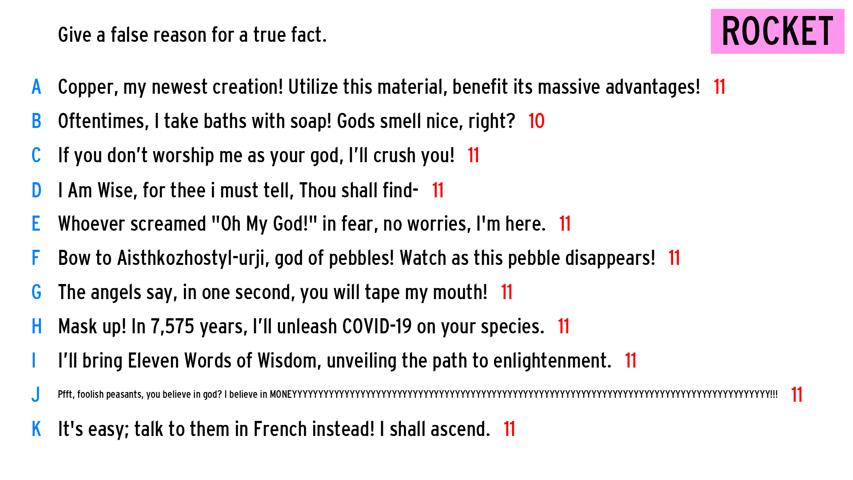 Give a false reason for a true fact.
ROCKET
A Copper, my newest creation! Utilize this material, benefit its massive advantages! 11
B Oftentimes, I take baths with soap! Gods smell nice, right? 10
C If you don’t worship me as your god, I’ll crush you! 11
D I Am Wise, for thee i must tell, Thou shall find- 11
E Whoever screamed "Oh My God!" in fear, no worries, I'm here. 11
F Bow to Aisthkozhostyl-urji, god of pebbles! Watch as this pebble disappears! 11
G The angels say, in one second, you will tape my mouth! 11
H Mask up! In 7,575 years, I’ll unleash COVID-19 on your species. 11
I I’ll bring Eleven Words of Wisdom, unveiling the path to enlightenment. 11
J Pfft, foolish peasants, you believe in god? I believe in MONEYYYYYYYYYYYYYYYYYYYYYYYYYYYYYYYYYYYYYYYYYYYYYYYYYYYYYYYYYYYYYYYYYYYYYYYYYYYYYYYYYYYYYYYYYYYYYYYYYY!!! 11
K It's easy; talk to them in French instead! I shall ascend. 11